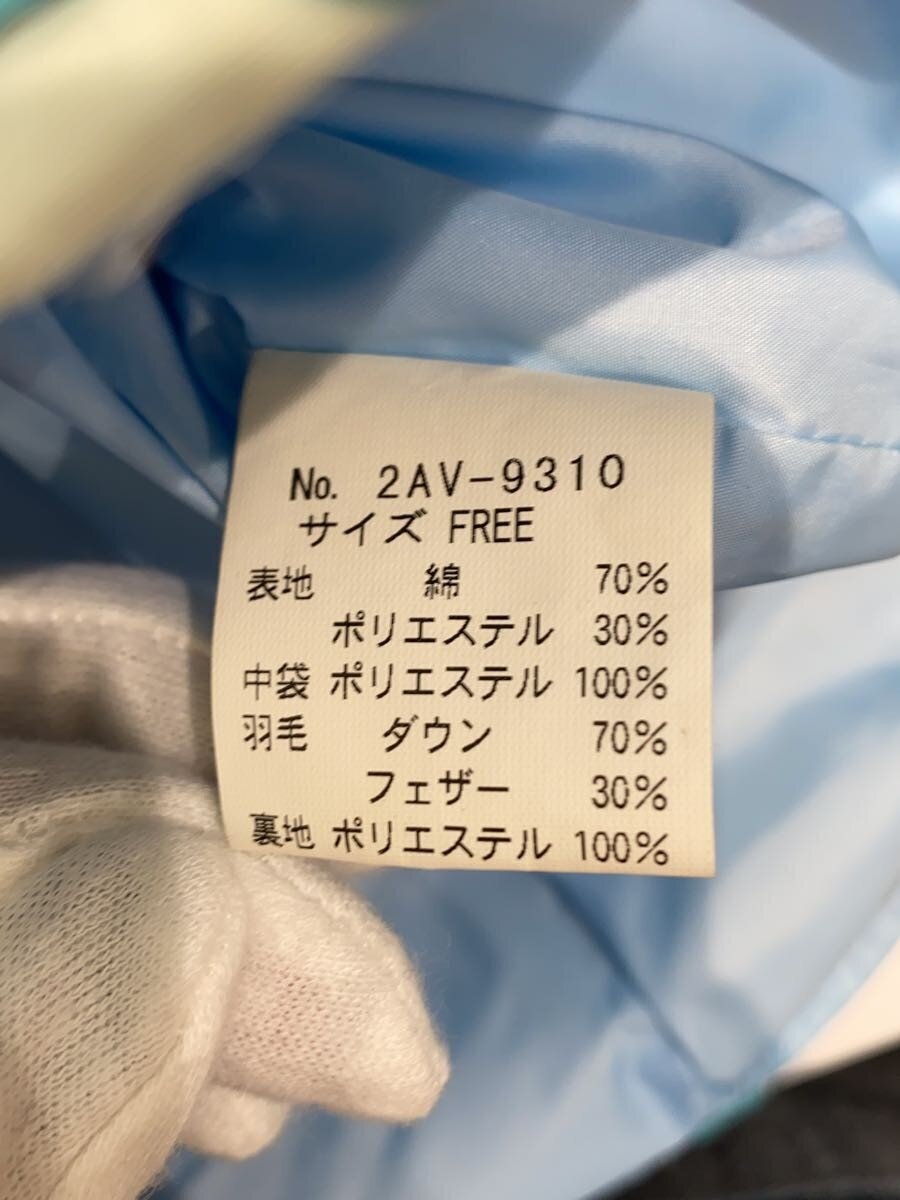 No. 2AV-9310
サイズ FREE
表地 綿 70%
ポリエステル 30%
中袋 ポリエステル 100%
羽毛 ダウン 70%
フェザー 30%
裏地 ポリエステル 100%